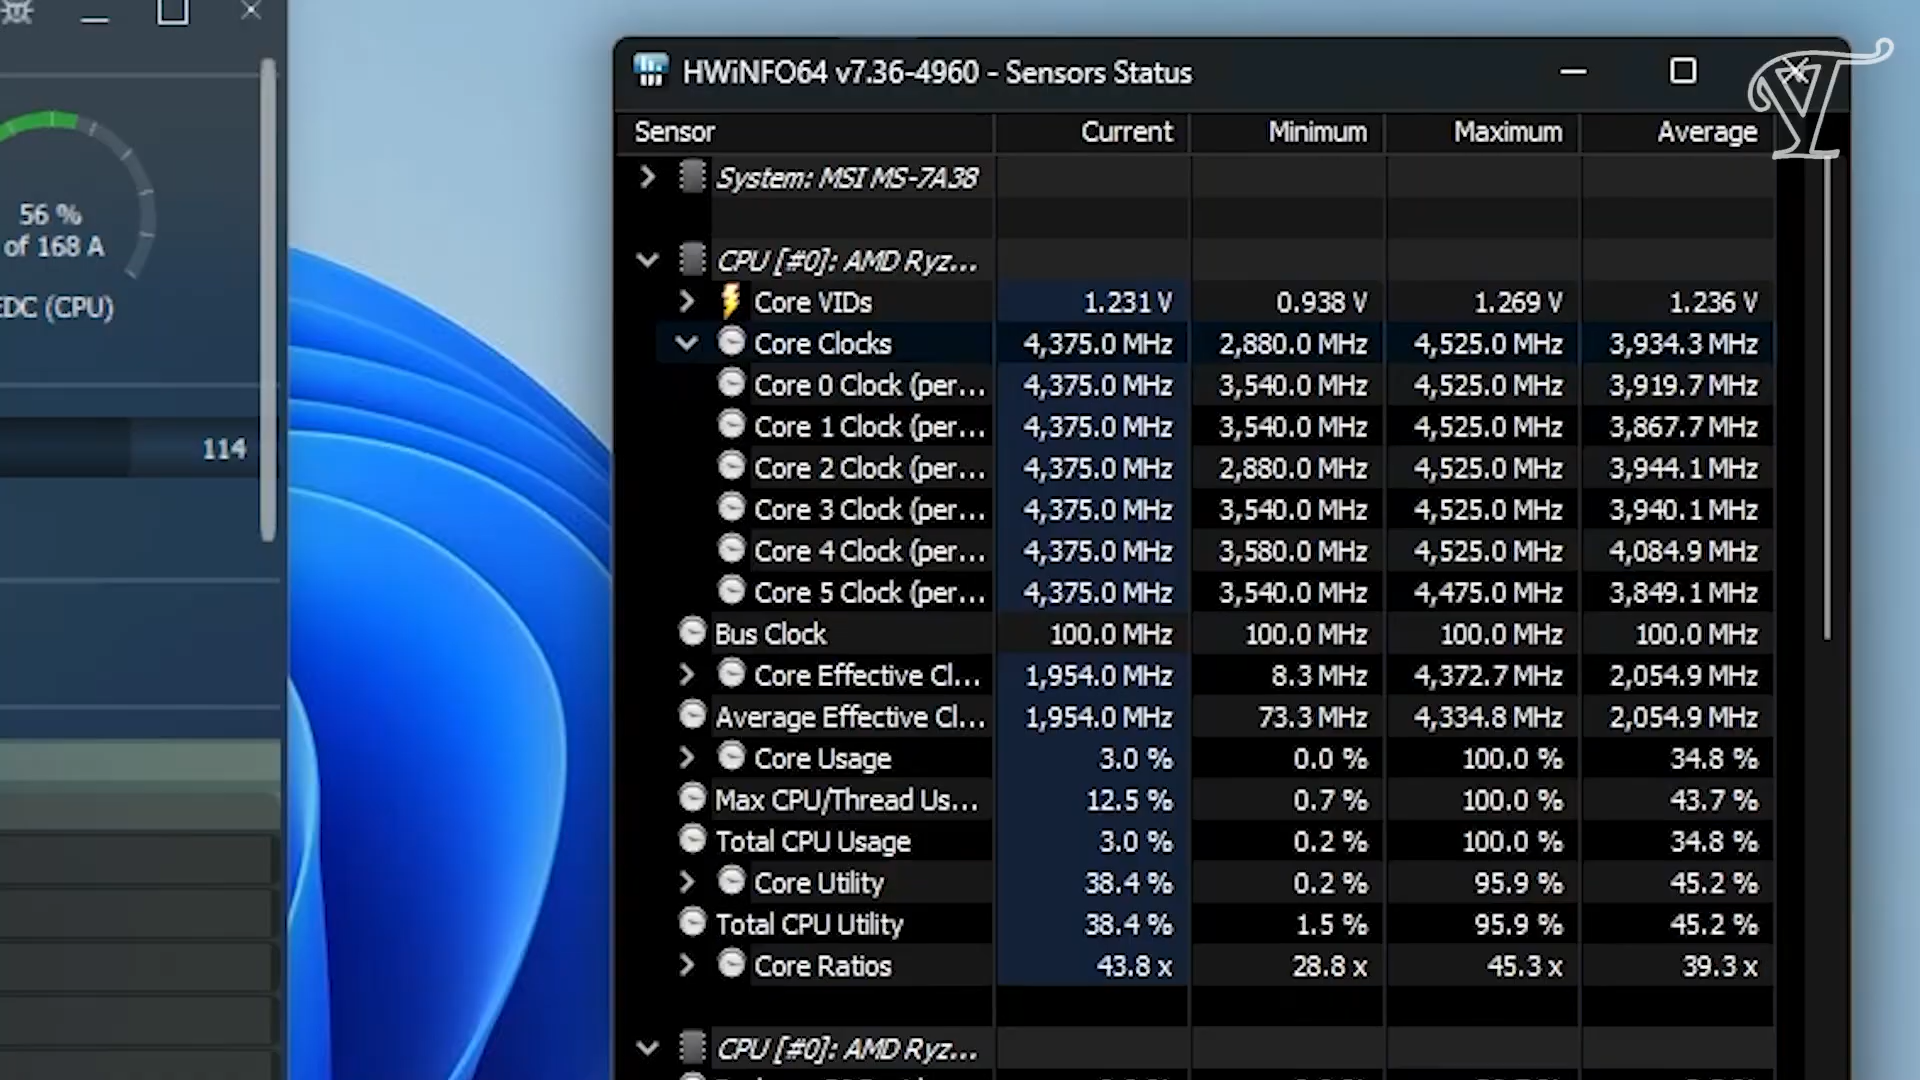 HWiNFO64 v7.36-4960 - Sensors Status
Sensor Current Minimum Maximum Average
System: MSI MS-7A38
CPU [#0]: AMD Ryz...
Core VIDs 1.231 V 0.938 V 1.269 V 1.236 V
Core Clocks 4,375.0 MHz 2,880.0 MHz 4,525.0 MHz 3,934.3 MHz
Core 0 Clock (per... 4,375.0 MHz 3,540.0 MHz 4,525.0 MHz 3,919.7 MHz
Core 1 Clock (per... 4,375.0 MHz 3,540.0 MHz 4,525.0 MHz 3,867.7 MHz
Core 2 Clock (per... 4,375.0 MHz 2,880.0 MHz 4,525.0 MHz 3,944.1 MHz
Core 3 Clock (per... 4,375.0 MHz 3,540.0 MHz 4,525.0 MHz 3,940.1 MHz
Core 4 Clock (per... 4,375.0 MHz 3,580.0 MHz 4,525.0 MHz 4,084.9 MHz
Core 5 Clock (per... 4,375.0 MHz 3,540.0 MHz 4,475.0 MHz 3,849.1 MHz
Bus Clock 100.0 MHz 100.0 MHz 100.0 MHz 100.0 MHz
Core Effective Cl... 1,954.0 MHz 8.3 MHz 4,372.7 MHz 2,054.9 MHz
Average Effective Cl... 1,954.0 MHz 73.3 MHz 4,334.8 MHz 2,054.9 MHz
Core Usage 3.0 % 0.0 % 100.0 % 34.8 %
Max CPU/Thread Us... 12.5 % 0.7 % 100.0 % 43.7 %
Total CPU Usage 3.0 % 0.2 % 100.0 % 34.8 %
Core Utility 38.4 % 0.2 % 95.9 % 45.2 %
Total CPU Utility 38.4 % 1.5 % 95.9 % 45.2 %
Core Ratios 43.8 x 28.8 x 45.3 x 39.3 x
CPU [#0]: AMD Ryz...
56 %
of 168 A
EDC (CPU)
114